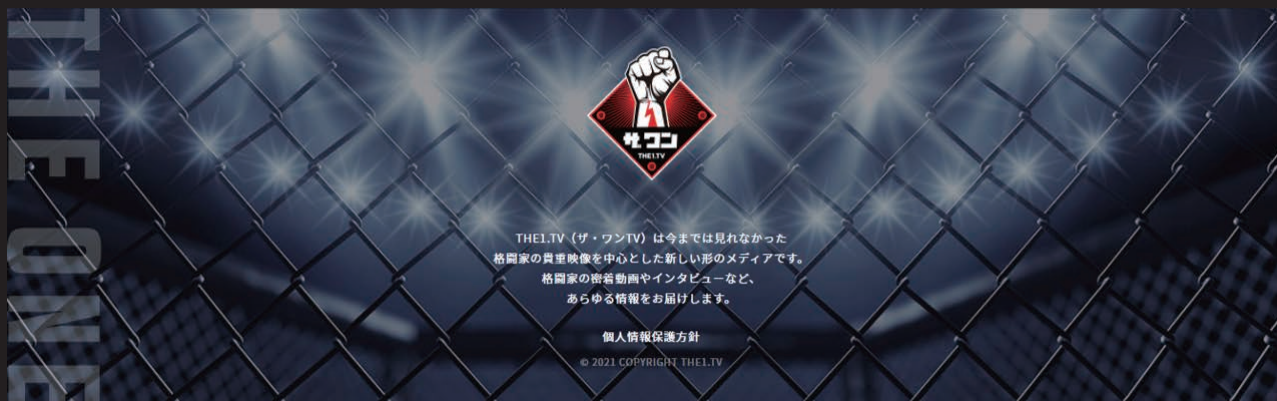 THE ONE
ザ・ワン
THE1.TV
THE1.TV（ザ・ワンTV）は今までは見れなかった
格闘家の貴重映像を中心とした新しい形のメディアです。
格闘家の密着動画やインタビューなど、
あらゆる情報をお届けします。
個人情報保護方針
© 2021 COPYRIGHT THE1.TV